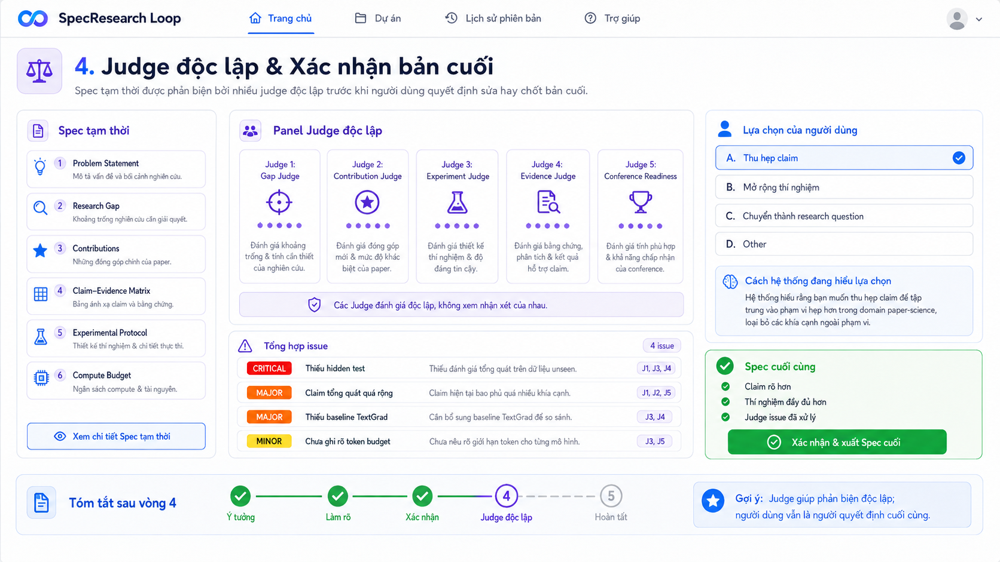 SpecResearch Loop
Trang chủ
Dự án
Lịch sử phiên bản
Trợ giúp
4. Judge độc lập & Xác nhận bản cuối
Spec tạm thời được phản biện bởi nhiều judge độc lập trước khi người dùng quyết định sửa hay chốt bản cuối.
Spec tạm thời
1 Problem Statement
Mô tả vấn đề và bối cảnh nghiên cứu.
2 Research Gap
Khoảng trống nghiên cứu cần giải quyết.
3 Contributions
Những đóng góp chính của paper.
4 Claim–Evidence Matrix
Bảng ánh xạ claim và bằng chứng.
5 Experimental Protocol
Thiết kế thí nghiệm & chi tiết thực thi.
6 Compute Budget
Ngân sách compute & tài nguyên.
Xem chi tiết Spec tạm thời
Panel Judge độc lập
Judge 1:
Gap Judge
Đánh giá khoảng
trống & tính cần thiết
của nghiên cứu.
Judge 2:
Contribution Judge
Đánh giá đóng góp
mới & mức độ khác
biệt của paper.
Judge 3:
Experiment Judge
Đánh giá thiết kế
thí nghiệm & độ
đáng tin cậy.
Judge 4:
Evidence Judge
Đánh giá bằng chứng,
phân tích & kết quả
hỗ trợ claim.
Judge 5:
Conference Readiness
Đánh giá tính phù hợp
& khả năng chấp nhận
của conference.
Các Judge đánh giá độc lập, không xem nhận xét của nhau.
Tổng hợp issue
4 issue
CRITICAL Thiếu hidden test Thiếu đánh giá tổng quát trên dữ liệu unseen. J1, J3, J4
MAJOR Claim tổng quát quá rộng Claim hiện tại bao phủ quá nhiều khía cạnh. J1, J2, J5
MAJOR Thiếu baseline TextGrad Cần bổ sung baseline TextGrad để so sánh. J3, J4
MINOR Chưa ghi rõ token budget Chưa nêu rõ giới hạn token cho từng mô hình. J3, J5
Lựa chọn của người dùng
A. Thu hẹp claim
B. Mở rộng thí nghiệm
C. Chuyển thành research question
D. Other
Cách hệ thống đang hiểu lựa chọn
Hệ thống hiểu rằng bạn muốn thu hẹp claim để tập
trung vào phạm vi hẹp hơn trong domain paper-science,
loại bỏ các khía cạnh ngoài phạm vi.
Spec cuối cùng
Claim rõ hơn
Thí nghiệm đầy đủ hơn
Judge issue đã xử lý
Xác nhận & xuất Spec cuối
Tóm tắt sau vòng 4
Ý tưởng
Làm rõ
Xác nhận
4
Judge độc lập
5
Hoàn tất
Gợi ý: Judge giúp phản biện độc lập;
người dùng vẫn là người quyết định cuối cùng.